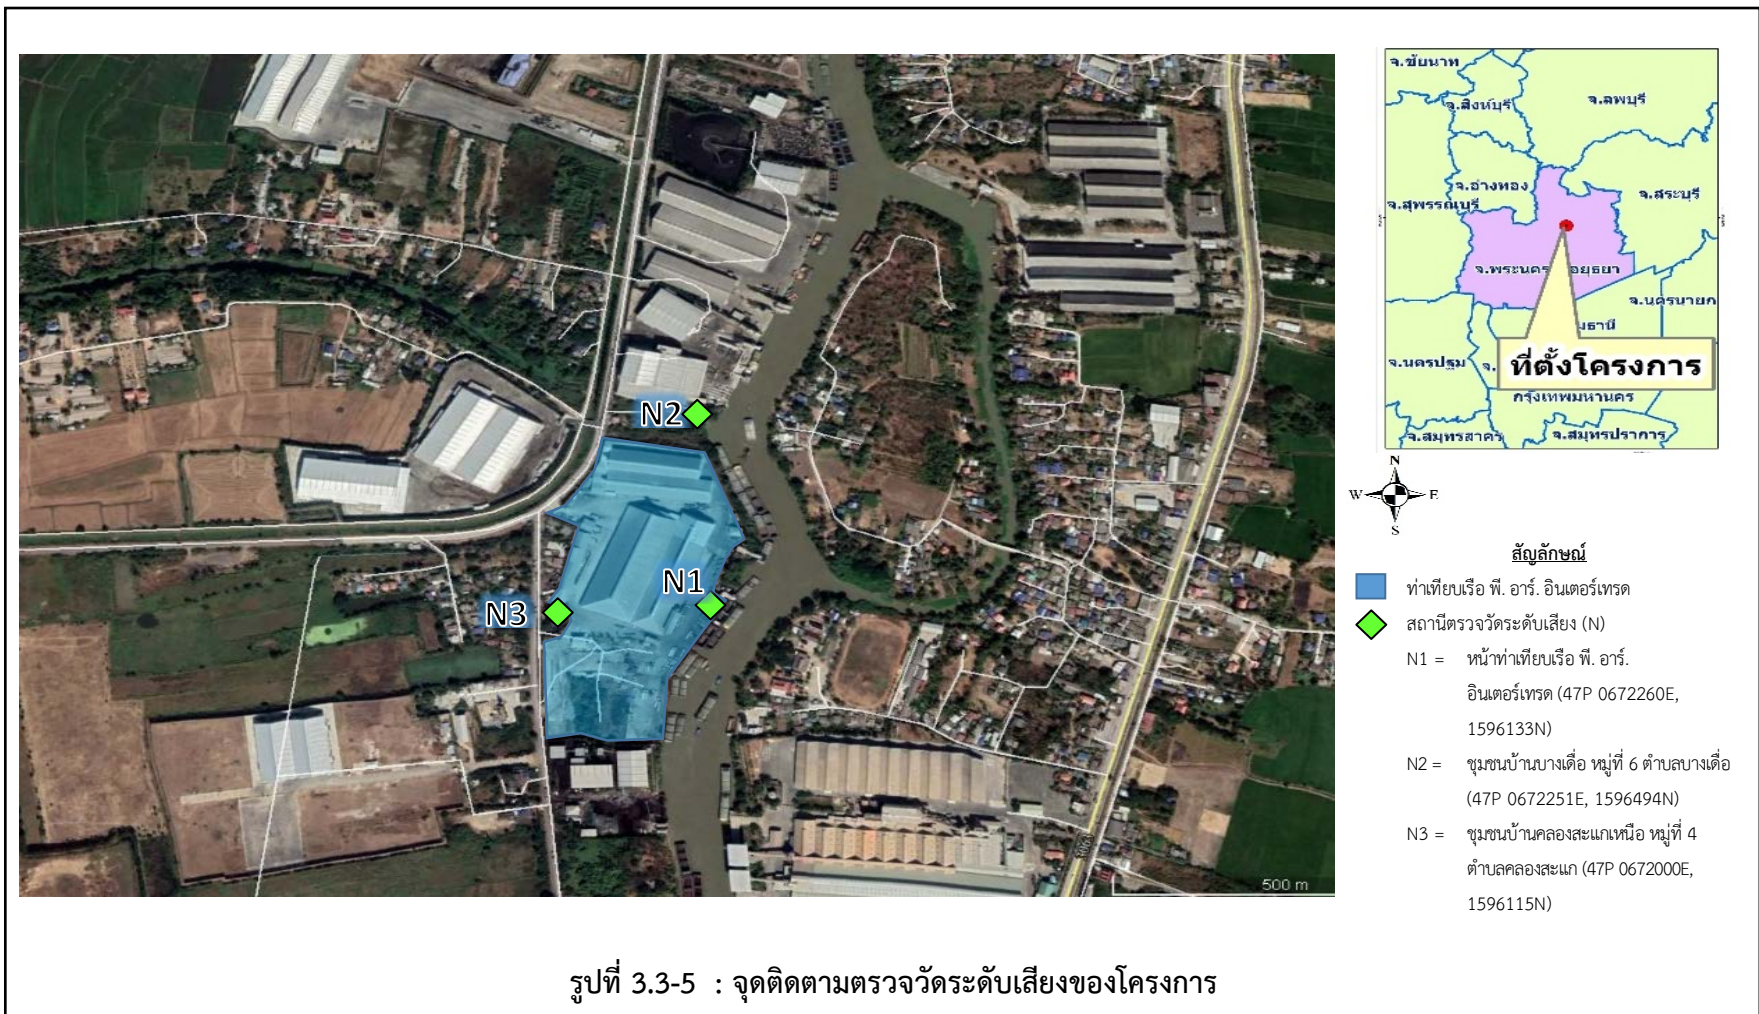 N2
N1
N3
500 m
จ.ชัยนาท
จ.สิงห์บุรี
จ.ลพบุรี
จ.อ่างทอง
จ.สุพรรณบุรี
จ.สระบุรี
จ.พระนคร อยุธยา
จ.นครนายก
จ.นครปฐม
จ.
ที่ตั้งโครงการ
กรุงเทพมหานคร
จ.สมุทรสาคร
จ.สมุทรปราการ
N
W E
S
สัญลักษณ์
ท่าเทียบเรือ พี. อาร์. อินเตอร์เทรด
สถานีตรวจวัดระดับเสียง (N)
N1 = หน้าท่าเทียบเรือ พี. อาร์.
อินเตอร์เทรด (47P 0672260E,
1596133N)
N2 = ชุมชนบ้านบางเดื่อ หมู่ที่ 6 ตำบลบางเดื่อ
(47P 0672251E, 1596494N)
N3 = ชุมชนบ้านคลองสะแกเหนือ หมู่ที่ 4
ตำบลคลองสะแก (47P 0672000E,
1596115N)
รูปที่ 3.3-5 : จุดติดตามตรวจวัดระดับเสียงของโครงการ